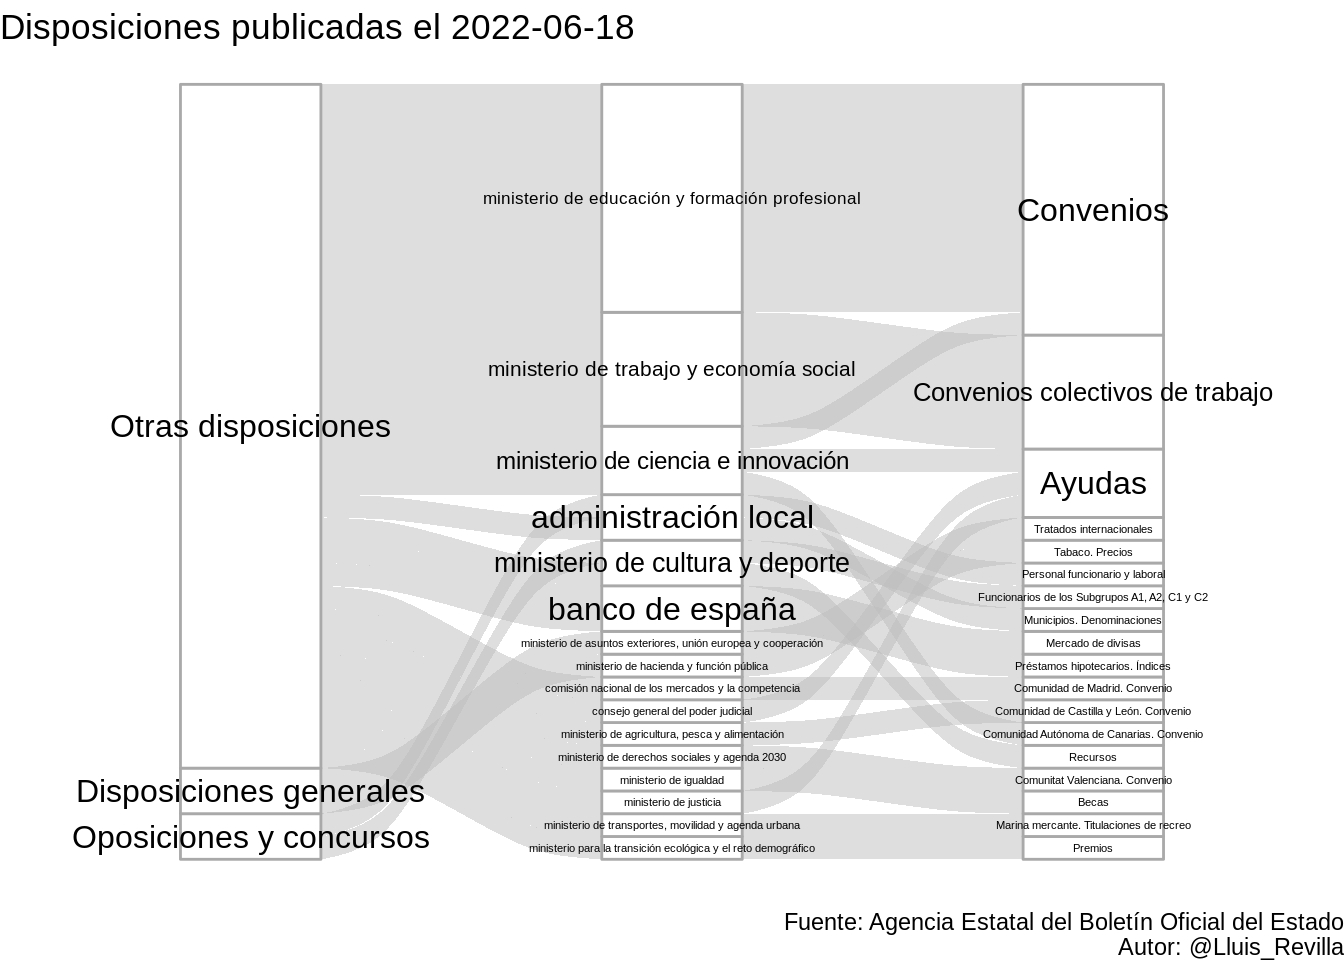 Disposiciones publicadas el 2022-06-18
Otras disposiciones
Disposiciones generales
Oposiciones y concursos
ministerio de educación y formación profesional
ministerio de trabajo y economía social
ministerio de ciencia e innovación
administración local
ministerio de cultura y deporte
banco de españa
ministerio de asuntos exteriores, unión europea y cooperación
ministerio de hacienda y función pública
comisión nacional de los mercados y la competencia
consejo general del poder judicial
ministerio de agricultura, pesca y alimentación
ministerio de derechos sociales y agenda 2030
ministerio de igualdad
ministerio de justicia
ministerio de transportes, movilidad y agenda urbana
ministerio para la transición ecológica y el reto demográfico
Convenios
Convenios colectivos de trabajo
Ayudas
Tratados internacionales
Tabaco. Precios
Personal funcionario y laboral
Funcionarios de los Subgrupos A1, A2, C1 y C2
Municipios. Denominaciones
Mercado de divisas
Préstamos hipotecarios. Índices
Comunidad de Madrid. Convenio
Comunidad de Castilla y León. Convenio
Comunidad Autónoma de Canarias. Convenio
Recursos
Comunitat Valenciana. Convenio
Becas
Marina mercante. Titulaciones de recreo
Premios
Fuente: Agencia Estatal del Boletín Oficial del Estado
Autor: @Lluis_Revilla